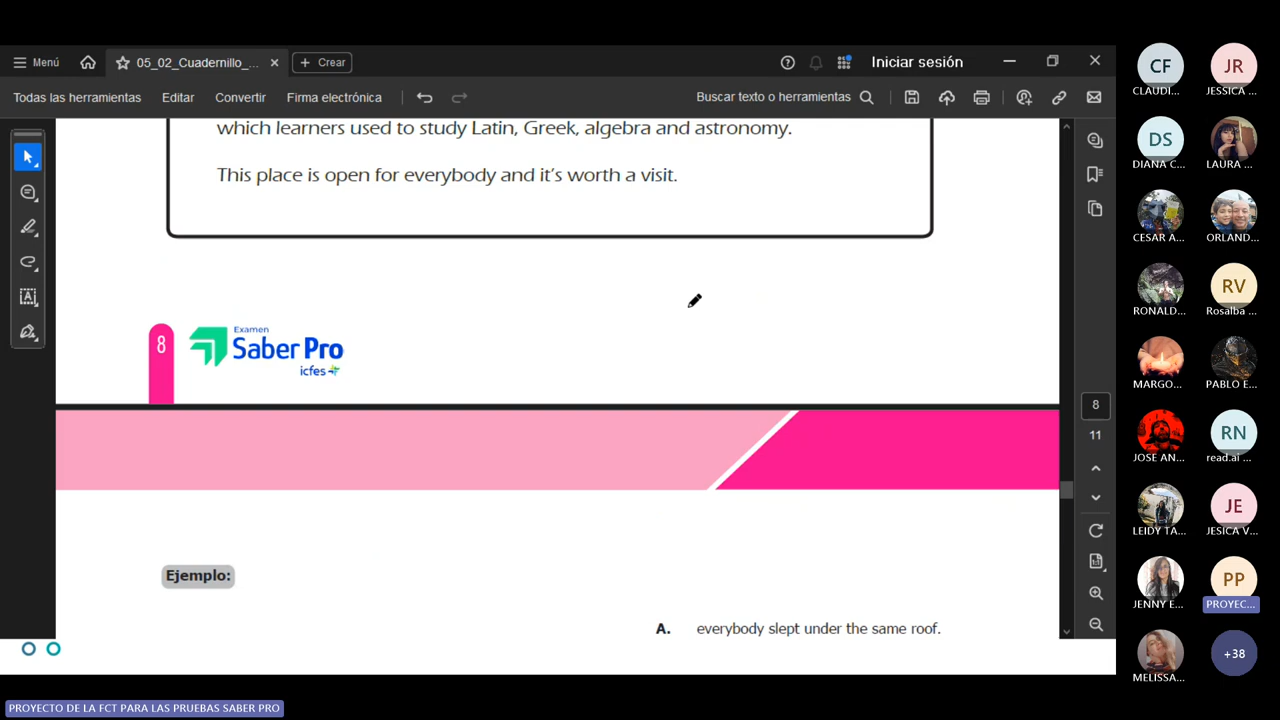 Menú
05_02_Cuadernillo_...
Crear
Iniciar sesión
Todas las herramientas
Editar
Convertir
Firma electrónica
Buscar texto o herramientas
which learners used to study Latin, Greek, algebra and astronomy.
This place is open for everybody and it's worth a visit.
8
Examen
Saber Pro
icfes
8
11
Ejemplo:
A. everybody slept under the same roof.
CF
CLAUDI...
JR
JESSICA ...
DS
DIANA C...
LAURA ...
CESAR A...
ORLAND...
RONALD...
RV
Rosalba ...
MARGO...
PABLO E...
JOSE AN...
RN
read.ai ...
LEIDY TA...
JE
JESICA V...
JENNY E...
PP
PROYEC...
MELISSA...
+38
PROYECTO DE LA FCT PARA LAS PRUEBAS SABER PRO